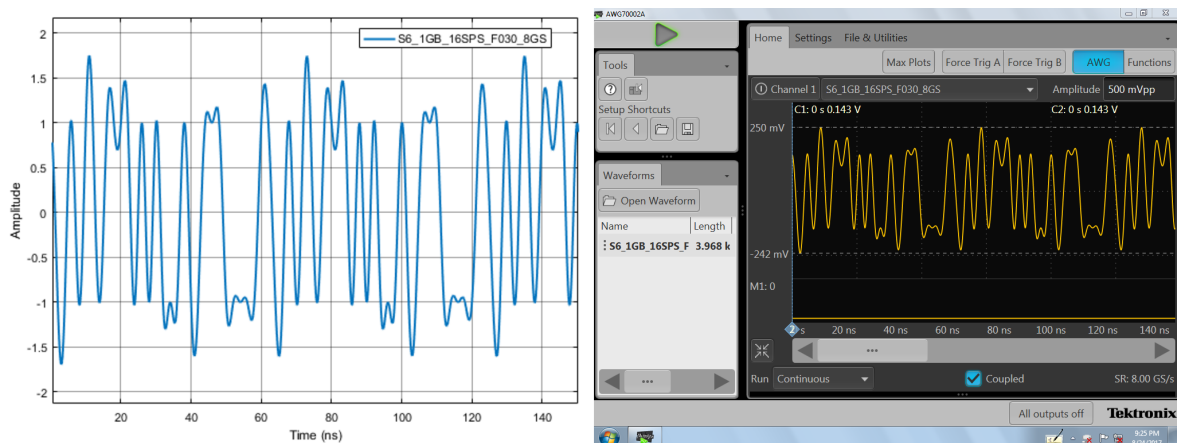 S6_1GB_16SPS_F030_8GS
2
1.5
1
0.5
0
-0.5
-1
-1.5
-2
Amplitude
20 40 60 80 100 120 140
Time (ns)
AWG70002A
Home Settings File & Utilities
Max Plots Force Trig A Force Trig B AWG Functions
Tools
Setup Shortcuts
Channel 1 S6_1GB_16SPS_F030_8GS Amplitude 500 mVpp
C1: 0 s 0.143 V C2: 0 s 0.143 V
250 mV
-242 mV
M1: 0
2 s 20 ns 40 ns 60 ns 80 ns 100 ns 120 ns 140 ns
Waveforms
Open Waveform
Name Length
S6_1GB_16SPS_F 3.968 k
Run Continuous Coupled SR: 8.00 GS/s
All outputs off Tektronix
9:25 PM